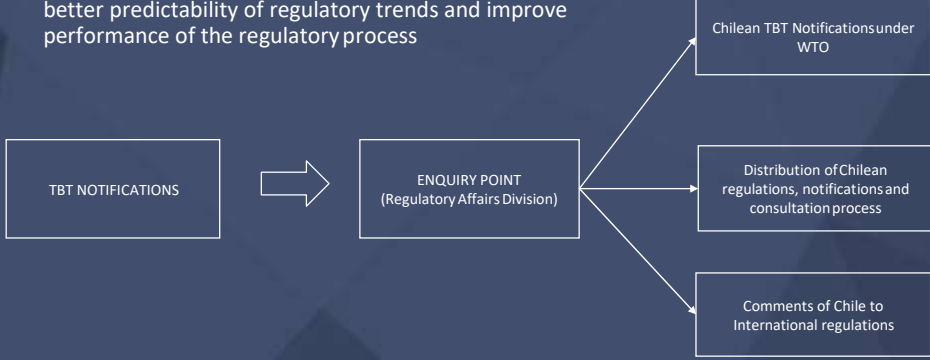 better predictability of regulatory trends and improve
performance of the regulatory process
Chilean TBT Notifications under
WTO
TBT NOTIFICATIONS
ENQUIRY POINT
(Regulatory Affairs Division)
Distribution of Chilean
regulations, notifications and
consultation process
Comments of Chile to
International regulations